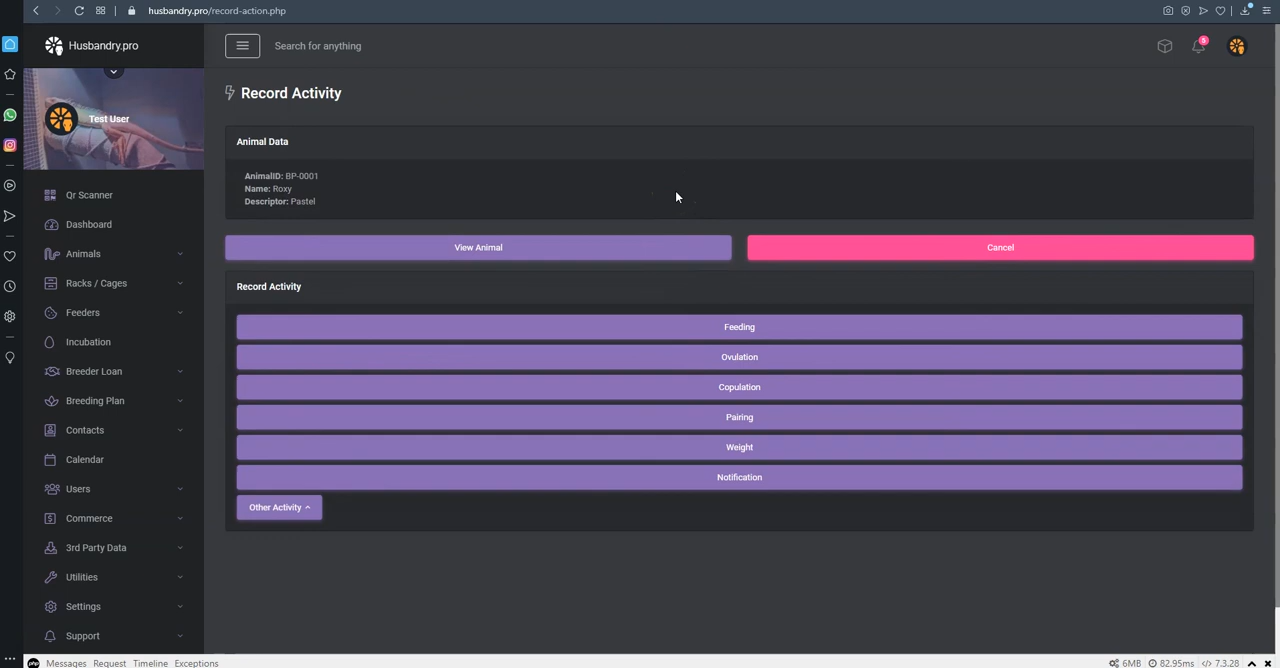 husbandry.pro/record-action.php
Husbandry.pro
Search for anything
6
Test User
Record Activity
Animal Data
AnimalID: BP-0001
Name: Roxy
Descriptor: Pastel
View Animal
Cancel
Record Activity
Feeding
Ovulation
Copulation
Pairing
Weight
Notification
Other Activity
Qr Scanner
Dashboard
Animals
Racks / Cages
Feeders
Incubation
Breeder Loan
Breeding Plan
Contacts
Calendar
Users
Commerce
3rd Party Data
Utilities
Settings
Support
php Messages Request Timeline Exceptions
6MB 82.95ms 7.3.28